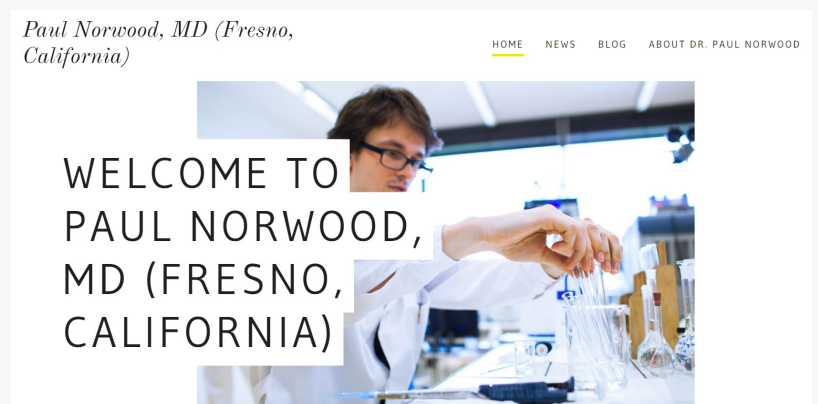 Paul Norwood, MD (Fresno,
California)
HOME NEWS BLOG ABOUT DR. PAUL NORWOOD
WELCOME TO
PAUL NORWOOD,
MD (FRESNO,
CALIFORNIA)